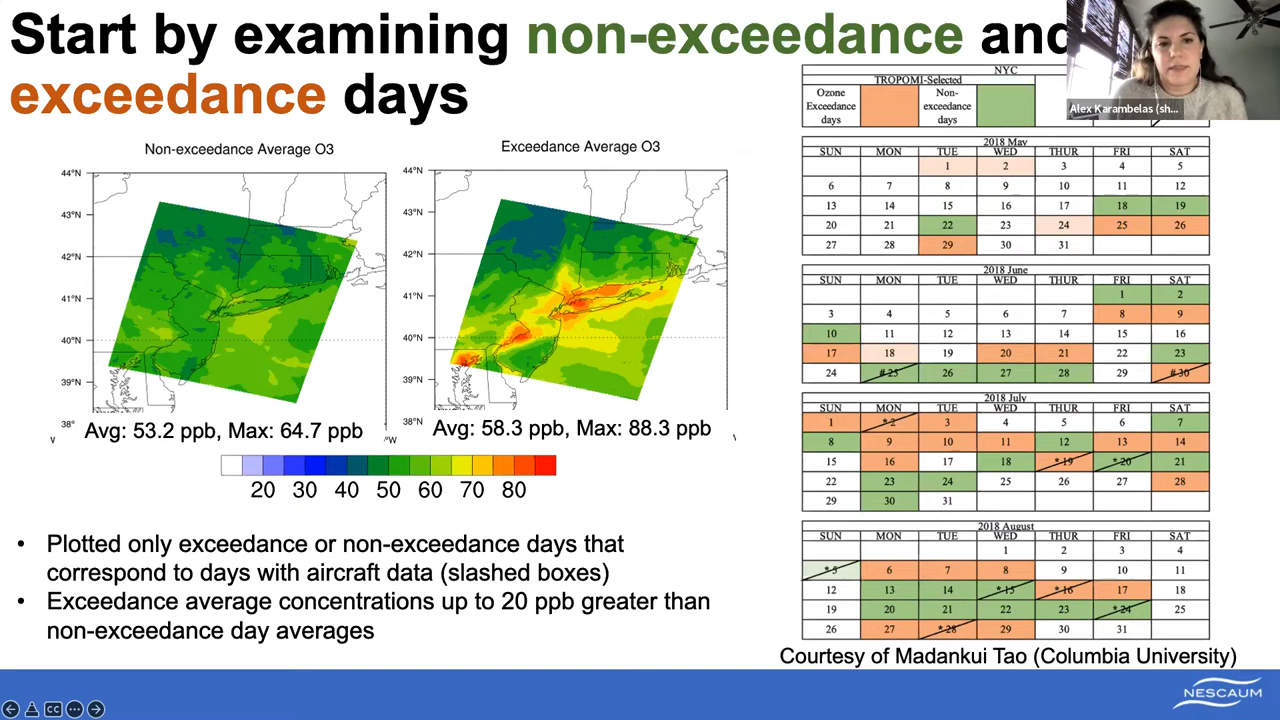 Start by examining non-exceedance and
exceedance days
Alex Karambelas (sh...
Non-exceedance Average O3
44°N
43°N
42°N
41°N
40°N
39°N
38°
Avg: 53.2 ppb, Max: 64.7 ppb
Exceedance Average O3
44°N
43°N
42°N
41°N
40°N
39°N
38°N
°W
Avg: 58.3 ppb, Max: 88.3 ppb
20 30 40 50 60 70 80
• Plotted only exceedance or non-exceedance days that
correspond to days with aircraft data (slashed boxes)
• Exceedance average concentrations up to 20 ppb greater than
non-exceedance day averages
NYC
TROPOMI-Selected
Ozone Exceedance days
Non-exceedance days
2018 May
SUN MON TUE WED THUR FRI SAT
1 2 3 4 5
6 7 8 9 10 11 12
13 14 15 16 17 18 19
20 21 22 23 24 25 26
27 28 29 30 31
2018 June
SUN MON TUE WED THUR FRI SAT
1 2
3 4 5 6 7 8 9
10 11 12 13 14 15 16
17 18 19 20 21 22 23
24 # 25 26 27 28 29 # 30
2018 July
SUN MON TUE WED THUR FRI SAT
1 * 2 3 4 5 6 7
8 9 10 11 12 13 14
15 16 17 18 * 19 * 20 21
22 23 24 25 26 27 28
29 30 31
2018 August
SUN MON TUE WED THUR FRI SAT
1 2 3 4
* 5 6 7 8 9 10 11
12 13 14 * 15 * 16 17 18
19 20 21 22 23 * 24 25
26 27 * 28 29 30 31
Courtesy of Madankui Tao (Columbia University)
CC
NESCAUM